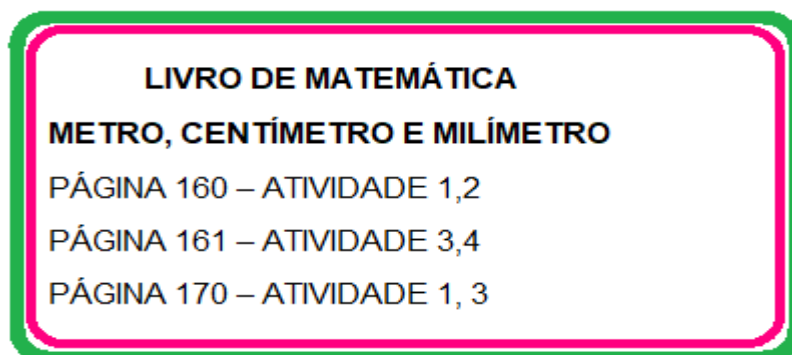 LIVRO DE MATEMÁTICA
METRO, CENTÍMETRO E MILÍMETRO
PÁGINA 160 – ATIVIDADE 1,2
PÁGINA 161 – ATIVIDADE 3,4
PÁGINA 170 – ATIVIDADE 1, 3